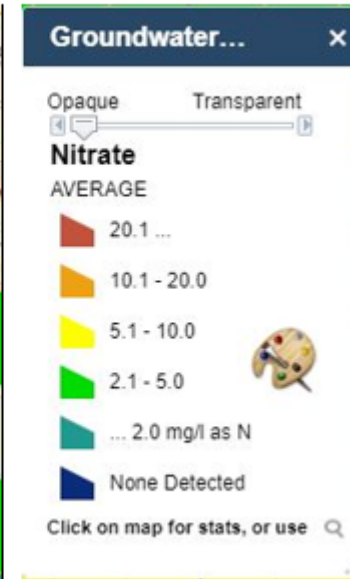 Groundwater... ×
Opaque Transparent
Nitrate
AVERAGE
20.1 ...
10.1 - 20.0
5.1 - 10.0
2.1 - 5.0
... 2.0 mg/l as N
None Detected
Click on map for stats, or use